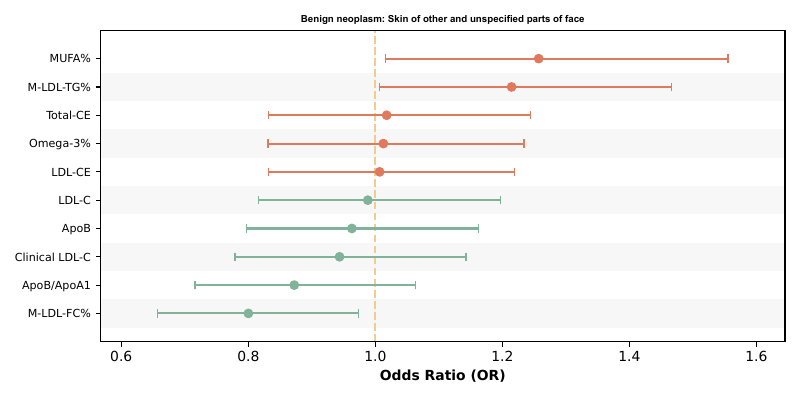 Benign neoplasm: Skin of other and unspecified parts of face
MUFA%
M-LDL-TG%
Total-CE
Omega-3%
LDL-CE
LDL-C
ApoB
Clinical LDL-C
ApoB/ApoA1
M-LDL-FC%
0.6 0.8 1.0 1.2 1.4 1.6
Odds Ratio (OR)